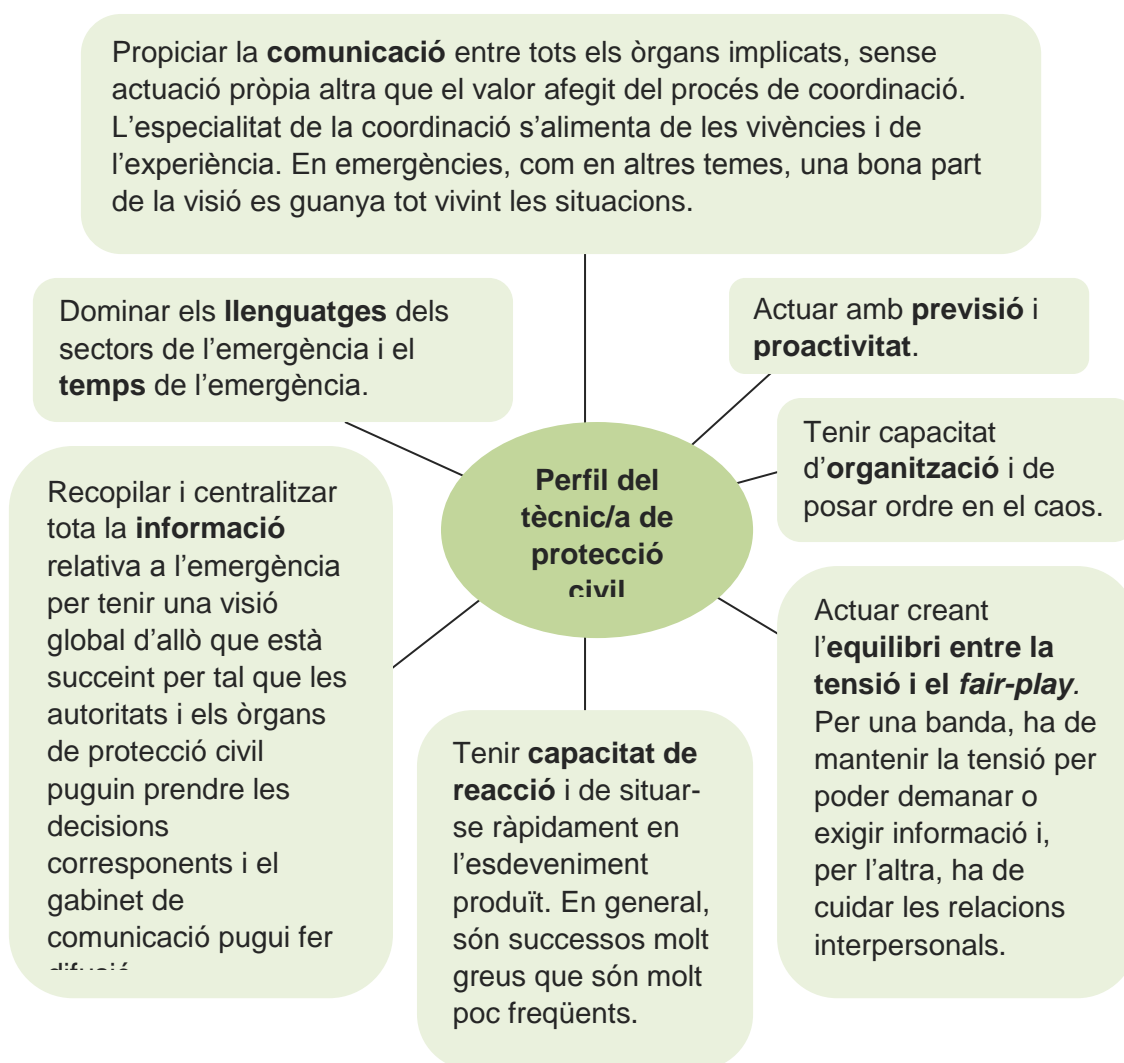 Propiciar la comunicació entre tots els òrgans implicats, sense
actuació pròpia altra que el valor afegit del procés de coordinació.
L’especialitat de la coordinació s’alimenta de les vivències i de
l’experiència. En emergències, com en altres temes, una bona part
de la visió es guanya tot vivint les situacions.
Dominar els llenguatges dels
sectors de l’emergència i el
temps de l’emergència.
Actuar amb previsió i
proactivitat.
Tenir capacitat
d’organització i de
posar ordre en el caos.
Perfil del
tècnic/a de
protecció
civil
Recopilar i centralitzar
tota la informació
relativa a l’emergència
per tenir una visió
global d’allò que està
succeint per tal que les
autoritats i els òrgans
de protecció civil
puguin prendre les
decisions
corresponents i el
gabinet de
comunicació pugui fer
difusió
Tenir capacitat de
reacció i de situar-
se ràpidament en
l’esdeveniment
produït. En general,
són successos molt
greus que són molt
poc freqüents.
Actuar creant
l’equilibri entre la
tensió i el fair-play.
Per una banda, ha de
mantenir la tensió per
poder demanar o
exigir informació i,
per l’altra, ha de
cuidar les relacions
interpersonals.